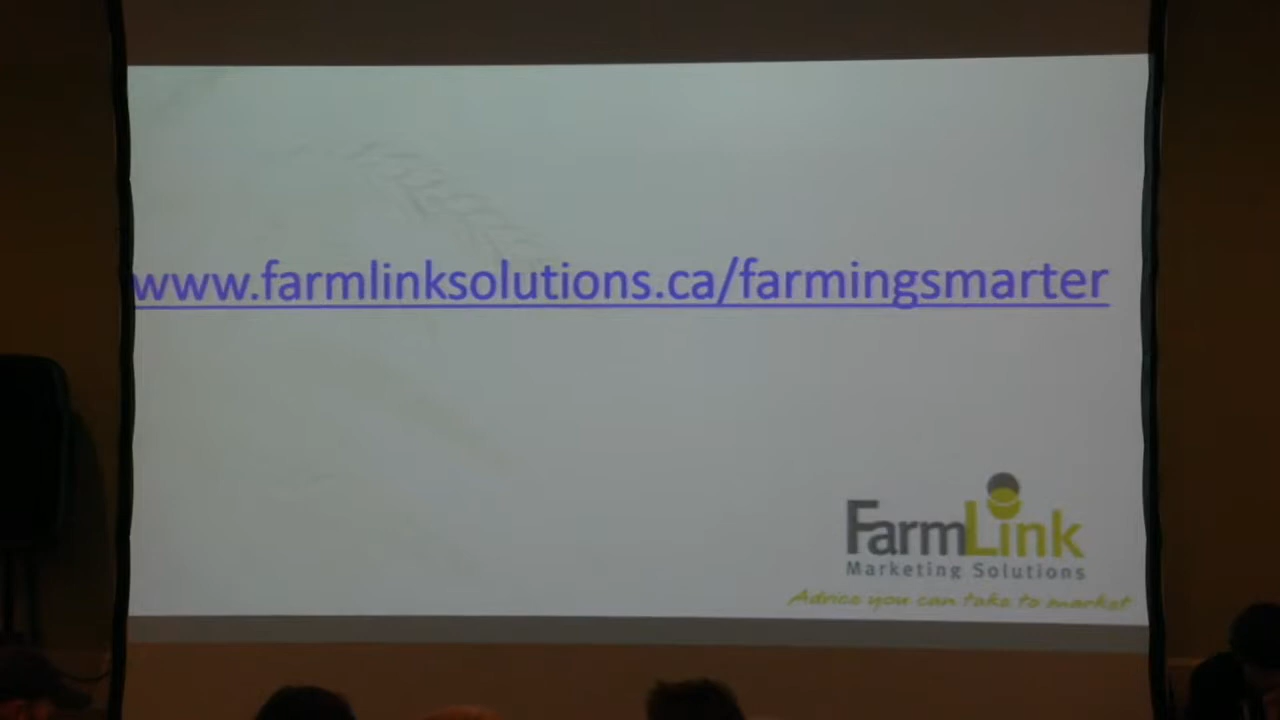 www.farmlinksolutions.ca/farmingsmarter
FarmLink
Marketing Solutions
Advice you can take to market